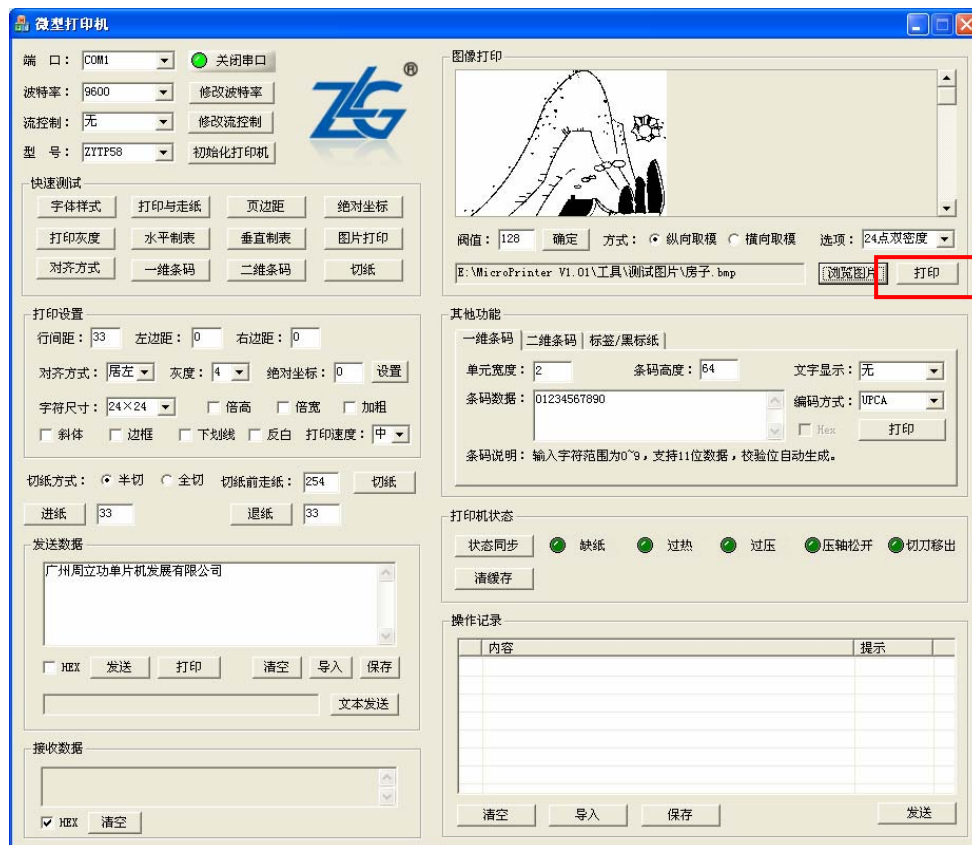 微型打印机
端 口： COM1 关闭串口
波特率： 9600 修改波特率
流控制： 无 修改流控制
型 号： ZYTP58 初始化打印机
ZLG ®
快速测试
字体样式 打印与走纸 页边距 绝对坐标
打印灰度 水平制表 垂直制表 图片打印
对齐方式 一维条码 二维条码 切纸
打印设置
行间距： 33 左边距： 0 右边距： 0
对齐方式： 居左 灰度： 4 绝对坐标： 0 设置
字符尺寸： 24×24 倍高 倍宽 加粗
斜体 边框 下划线 反白 打印速度： 中
切纸方式： 半切 全切 切纸前走纸： 254 切纸
进纸 33 退纸 33
发送数据
广州周立功单片机发展有限公司
HEX 发送 打印 清空 导入 保存
文本发送
接收数据
HEX 清空
图像打印
阀值： 128 确定 方式： 纵向取模 横向取模 选项： 24点双密度
E:\MicroPrinter V1.01\工具\测试图片\房子.bmp 浏览图片 打印
其他功能
一维条码 二维条码 标签/黑标纸
单元宽度： 2 条码高度： 64 文字显示： 无
条码数据： 01234567890 编码方式： UPCA
Hex 打印
条码说明： 输入字符范围为0~9，支持11位数据，校验位自动生成。
打印机状态
状态同步 缺纸 过热 过压 压轴松开 切刀移出
清缓存
操作记录
内容 提示
清空 导入 保存 发送